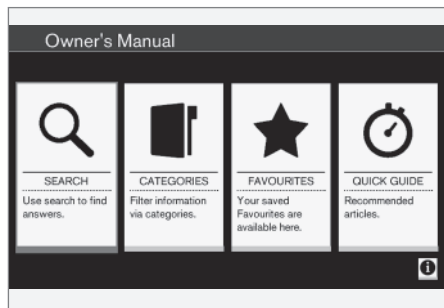 Owner's Manual
SEARCH
Use search to find
answers.
CATEGORIES
Filter information
via categories.
FAVOURITES
Your saved
Favourites are
available here.
QUICK GUIDE
Recommended
articles.
i